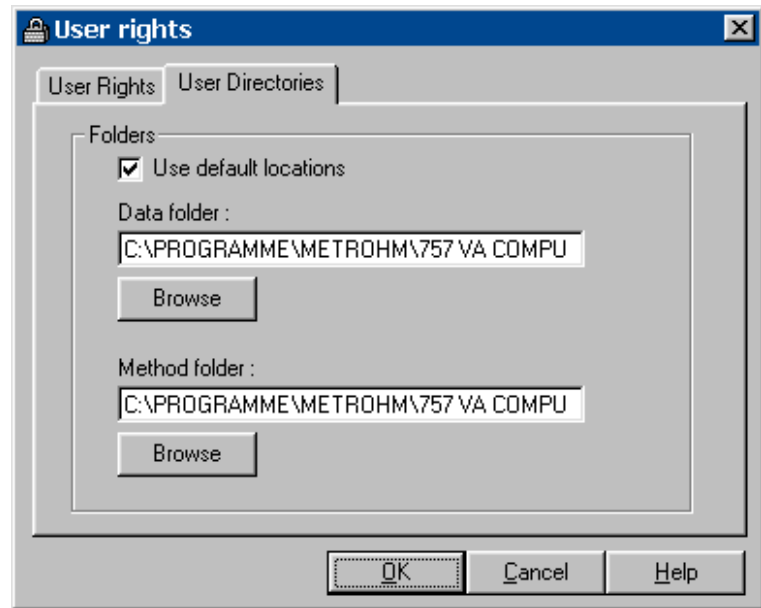 User rights
User Rights
User Directories
Folders
Use default locations
Data folder :
C:\PROGRAMME\METROHM\757 VA COMPU
Browse
Method folder :
C:\PROGRAMME\METROHM\757 VA COMPU
Browse
OK
Cancel
Help